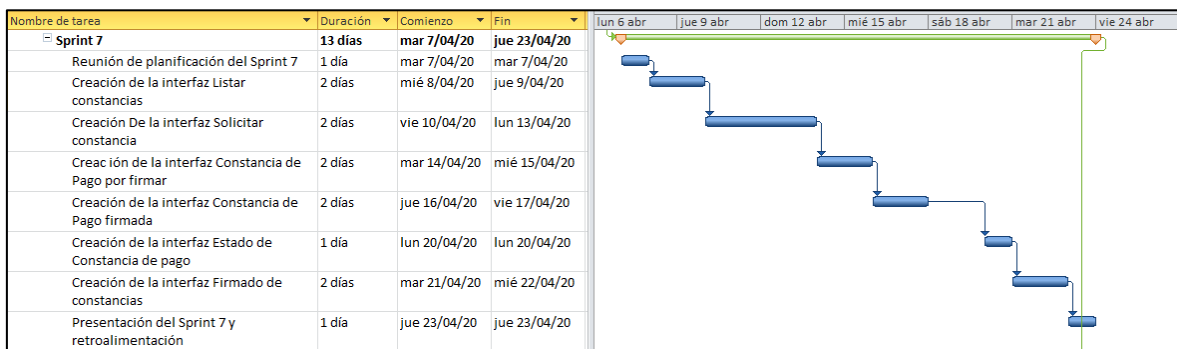 Nombre de tarea Duración Comienzo Fin lun 6 abr jue 9 abr dom 12 abr mié 15 abr sáb 18 abr mar 21 abr vie 24 abr
Sprint 7 13 días mar 7/04/20 jue 23/04/20
Reunión de planificación del Sprint 7 1 día mar 7/04/20 mar 7/04/20
Creación de la interfaz Listar 2 días mié 8/04/20 jue 9/04/20
constancias
Creación De la interfaz Solicitar 2 días vie 10/04/20 lun 13/04/20
constancia
Creac ión de la interfaz Constancia de 2 días mar 14/04/20 mié 15/04/20
Pago por firmar
Creación de la interfaz Constancia de 2 días jue 16/04/20 vie 17/04/20
Pago firmada
Creación de la interfaz Estado de 1 día lun 20/04/20 lun 20/04/20
Constancia de pago
Creación de la interfaz Firmado de 2 días mar 21/04/20 mié 22/04/20
constancias
Presentación del Sprint 7 y 1 día jue 23/04/20 jue 23/04/20
retroalimentación